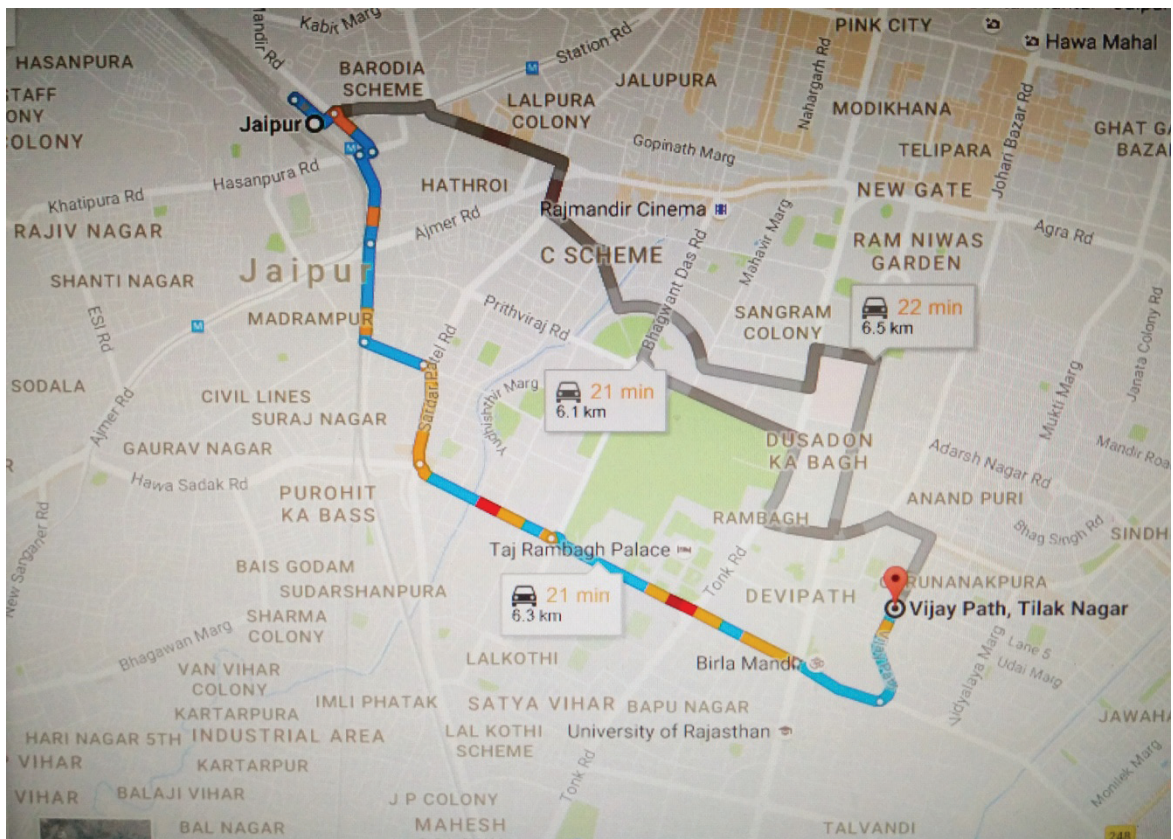 Mandir Rd
Kabir Marg
HASANPURA
STAFF
BARODIA
SCHEME
Station Rd
JALUPURA
PINK CITY
Hawa Mahal
Nahargarh Rd
MODIKHANA
LALPURA
COLONY
Jaipur
COLONY
Gopinath Marg
TELIPARA
Johari Bazar Rd
Hasanpura Rd
HATHROI
NEW GATE
Khatipura Rd
Rajmandir Cinema
RAJIV NAGAR
Ajmer Rd
Mahavir Marg
Agra Rd
RAM NIWAS
GARDEN
C SCHEME
Bhagwant Das Rd
Jaipur
SHANTI NAGAR
ESI Rd
MADRAMPUR
Prithviraj Rd
SANGRAM
COLONY
22 min
6.5 km
Janata Colony Rd
Sardar Patel Rd
SODALA
CIVIL LINES
SURAJ NAGAR
Yudhishthir Marg
21 min
6.1 km
Mukti Marg
Ajmer Rd
GAURAV NAGAR
DUSADON
KA BAGH
Adarsh Nagar Rd
Hawa Sadak Rd
PUROHIT
KA BASS
ANAND PURI
RAMBAGH
Bhag Singh Rd
New Sanganer Rd
Taj Rambagh Palace
Tonk Rd
BAIS GODAM
SUDARSHANPURA
21 min
6.3 km
DEVIPATH
Vijay Path, Tilak Nagar
SHARMA
COLONY
Bhagawan Marg
Lane 5
Udai Marg
VAN VIHAR
COLONY
LALKOTHI
Birla Mandir
Vidyalaya Marg
KARTARPURA
INDUSTRIAL AREA
IMLI PHATAK
SATYA VIHAR
BAPU NAGAR
HARI NAGAR 5TH
LAL KOTHI
SCHEME
University of Rajasthan
VIHAR
KARTARPUR
VIHAR
BALAJI VIHAR
J P COLONY
Tonk Rd
Monilek Marg
BAL NAGAR
MAHESH
TALVANDI
248